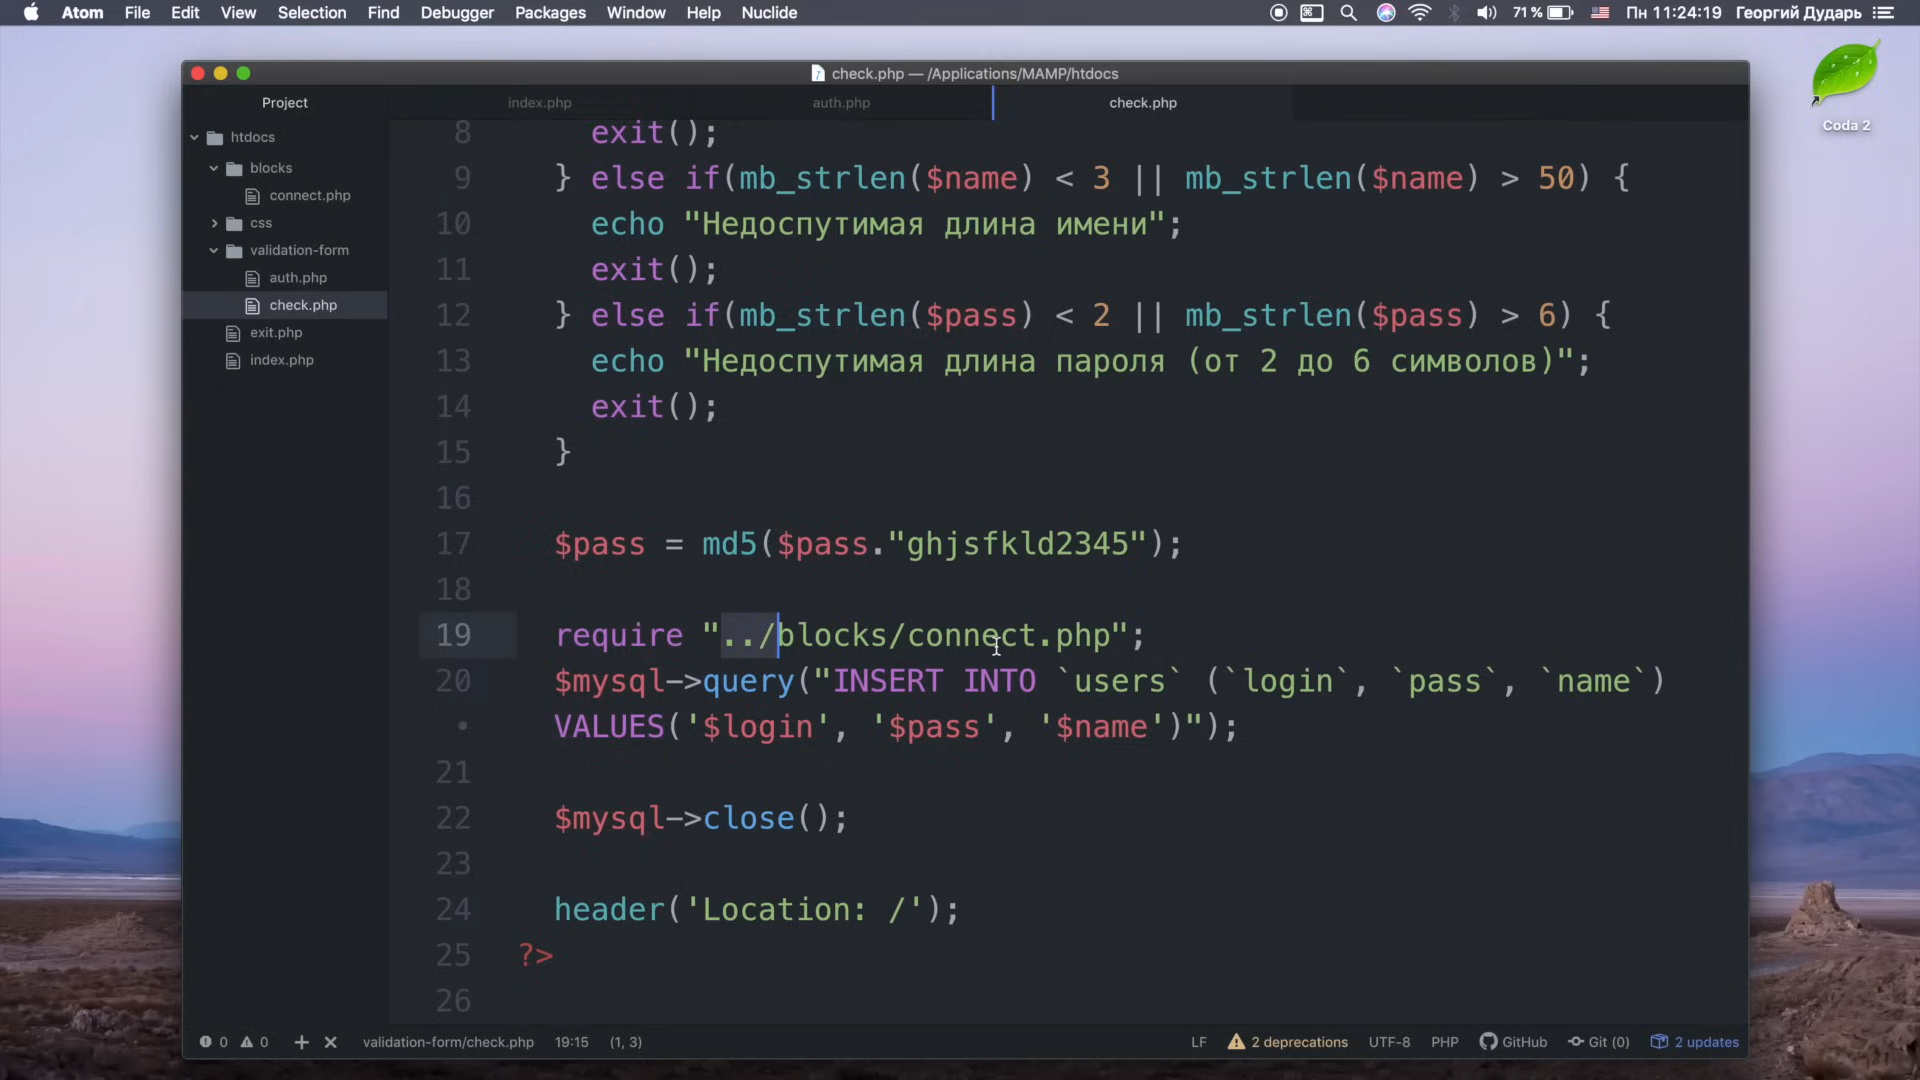 Atom File Edit View Selection Find Debugger Packages Window Help Nuclide 71% Пн 11:24:19 Георгий Дударь
Coda 2
check.php — /Applications/MAMP/htdocs
Project
index.php auth.php check.php
htdocs
blocks
connect.php
css
validation-form
auth.php
check.php
exit.php
index.php
8 exit();
9 } else if(mb_strlen($name) < 3 || mb_strlen($name) > 50) {
10 echo "Недоспутимая длина имени";
11 exit();
12 } else if(mb_strlen($pass) < 2 || mb_strlen($pass) > 6) {
13 echo "Недоспутимая длина пароля (от 2 до 6 символов)";
14 exit();
15 }
16
17 $pass = md5($pass."ghjsfkld2345");
18
19 require "../blocks/connect.php";
20 $mysql->query("INSERT INTO `users` (`login`, `pass`, `name`)
• VALUES('$login', '$pass', '$name')");
21
22 $mysql->close();
23
24 header('Location: /');
25 ?>
26
0 0 + × validation-form/check.php 19:15 (1, 3) LF 2 deprecations UTF-8 PHP GitHub Git (0) 2 updates